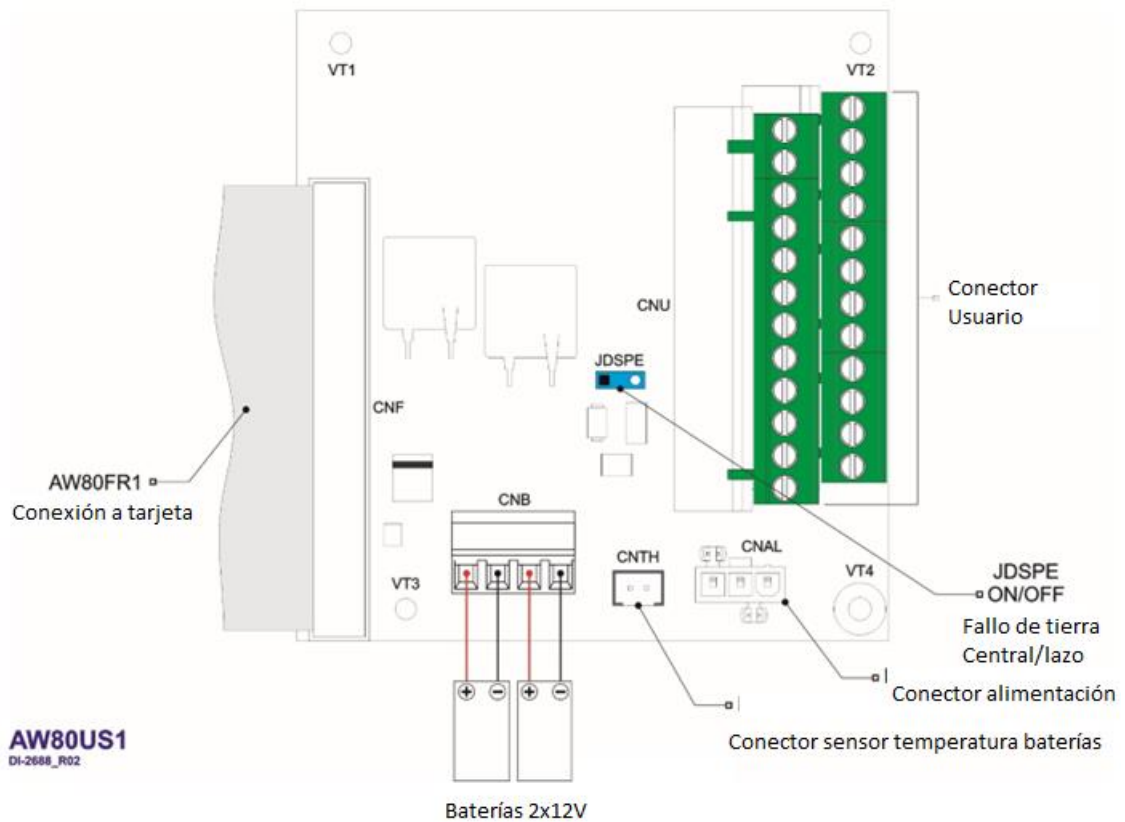 VT1
VT2
CNU
Conector
Usuario
JDSPE
CNF
AW80FR1
Conexión a tarjeta
CNB
CNTH
CNAL
VT3
VT4
JDSPE
ON/OFF
Fallo de tierra
Central/lazo
Conector alimentación
Conector sensor temperatura baterías
+ − + −
AW80US1
DI-2688_R02
Baterías 2x12V